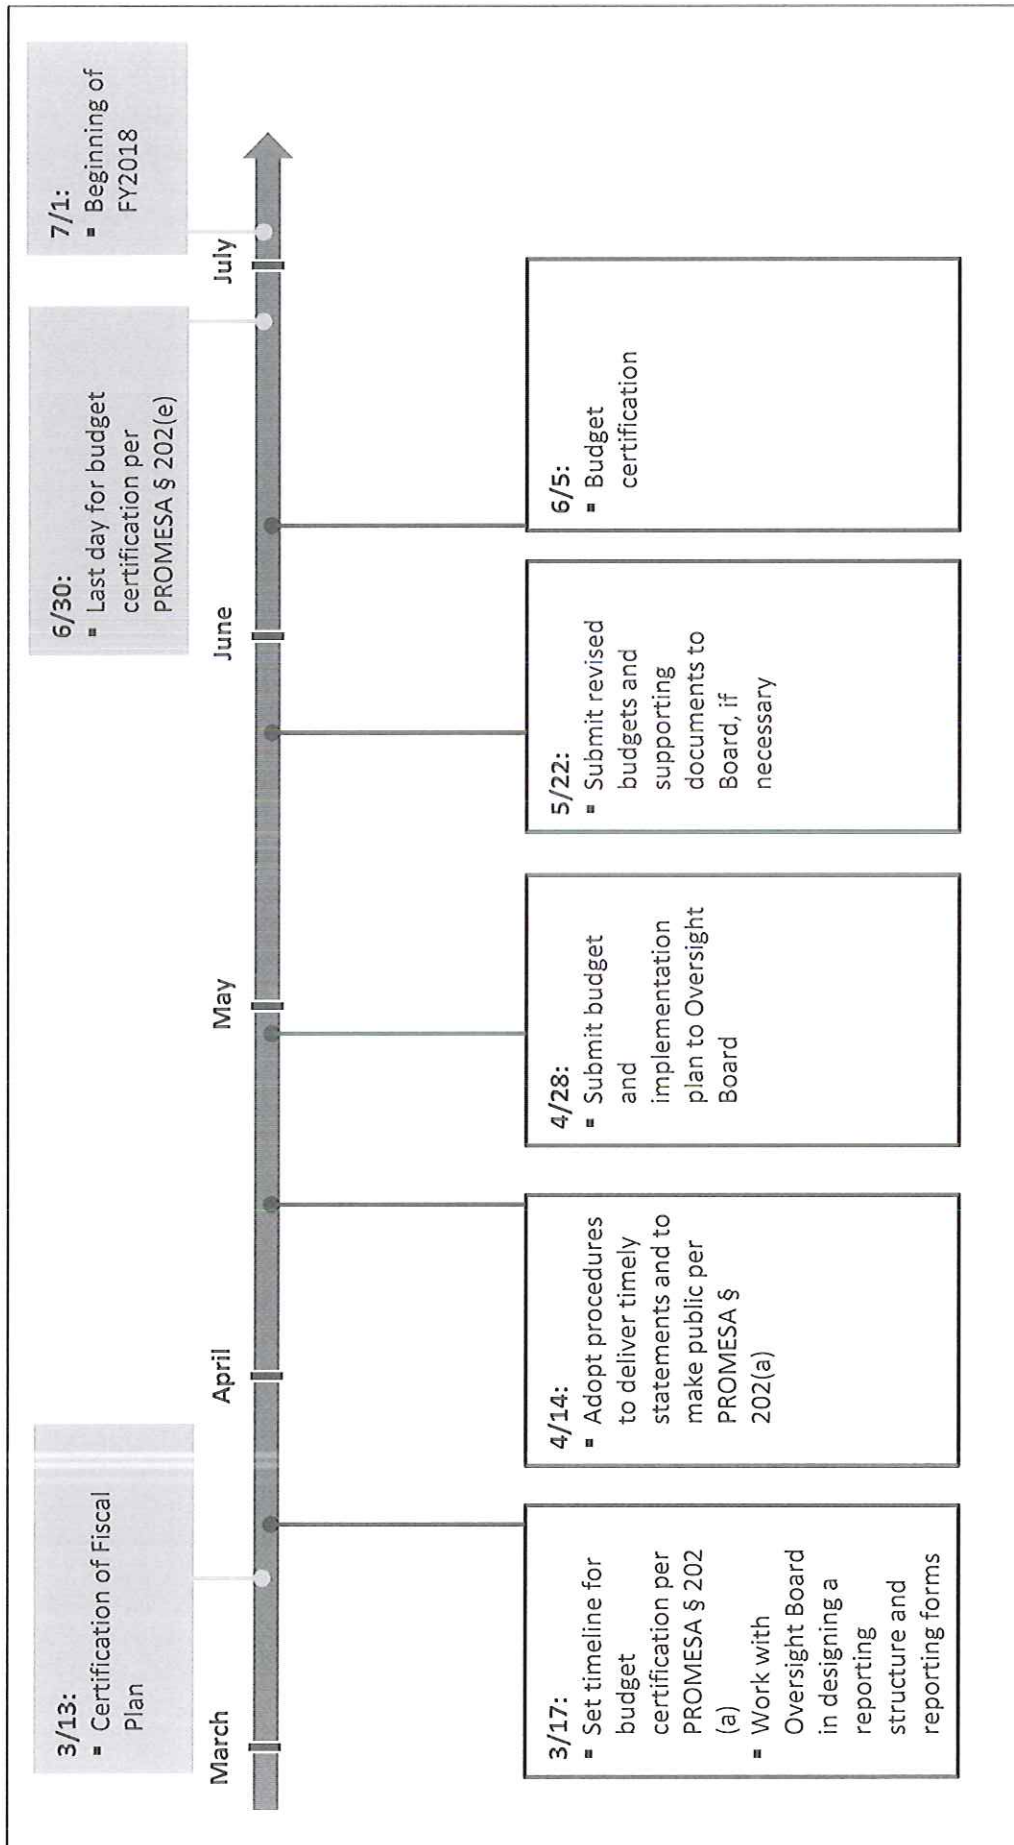 3/13:
▪ Certification of Fiscal
Plan
6/30:
▪ Last day for budget
certification per
PROMESA § 202(e)
7/1:
▪ Beginning of
FY2018
March
April
May
June
July
3/17:
▪ Set timeline for
budget
certification per
PROMESA § 202
(a)
▪ Work with
Oversight Board
in designing a
reporting
structure and
reporting forms
4/14:
▪ Adopt procedures
to deliver timely
statements and to
make public per
PROMESA §
202(a)
4/28:
▪ Submit budget
and
implementation
plan to Oversight
Board
5/22:
▪ Submit revised
budgets and
supporting
documents to
Board, if
necessary
6/5:
▪ Budget
certification